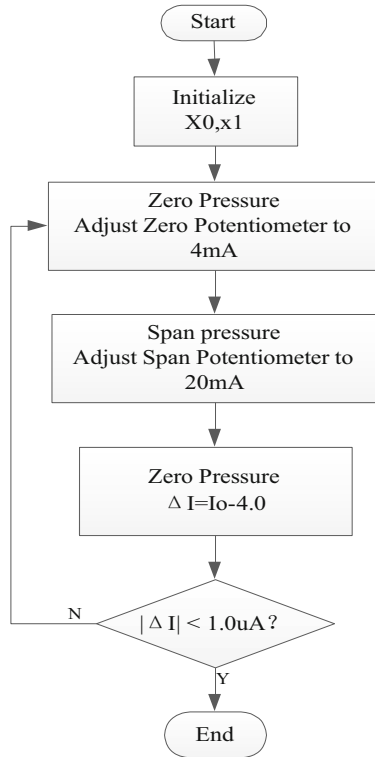 Start
Initialize
X0,x1
Zero Pressure
Adjust Zero Potentiometer to
4mA
Span pressure
Adjust Span Potentiometer to
20mA
Zero Pressure
Δ I=Io-4.0
| Δ I| < 1.0uA？
N
Y
End